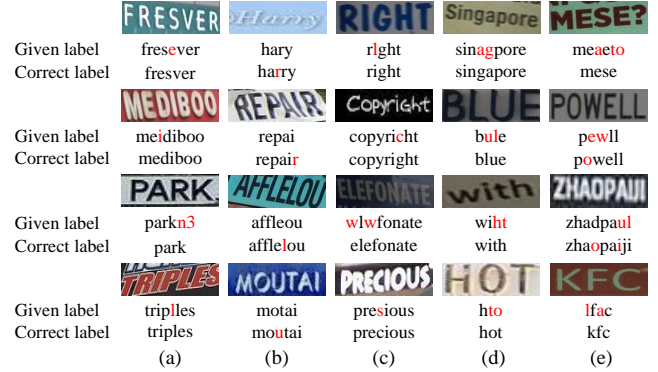 FRESVER Harry RIGHT Singapore MESE?
Given label fresever hary rlght sinagpore meaeto
Correct label fresver harry right singapore mese
MEDIBOO REPAIR Copyright BLUE POWELL
Given label meidiboo repai copyricht bule pewll
Correct label mediboo repair copyright blue powell
PARK AFFLELOU ELEFONATE with ZHAOPAIJI
Given label parkn3 affleou wlwfonate wiht zhadpaul
Correct label park afflelou elefonate with zhaopaiji
TRIPLES MOUTAI PRECIOUS HOT KFC
Given label triplles motai presious hto lfac
Correct label triples moutai precious hot kfc
(a) (b) (c) (d) (e)